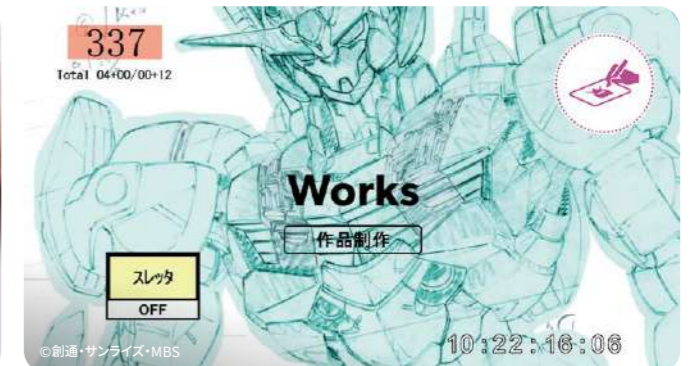 337
Total 04+00/00+12
Works
作品制作
スレッタ
OFF
©創通・サンライズ・MBS
10:22:16:06